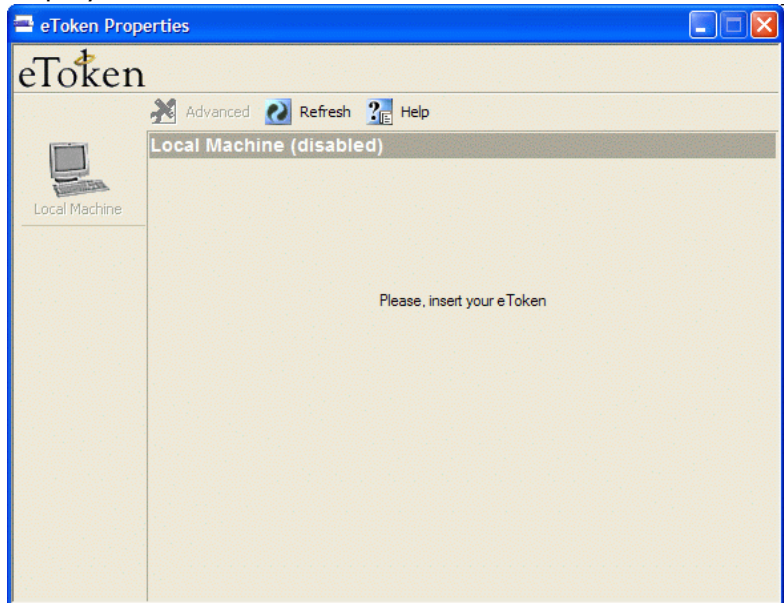 eToken Properties
eToken
Advanced Refresh Help
Local Machine (disabled)
Local Machine
Please, insert your eToken